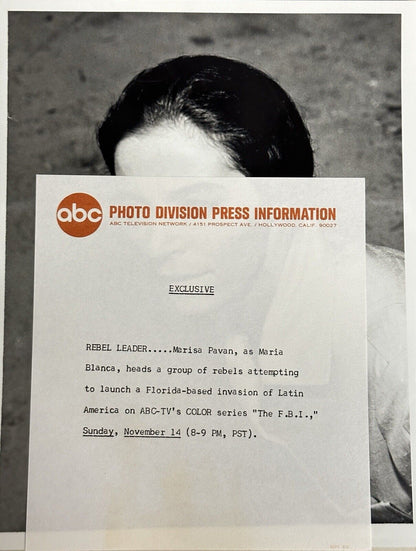 abc PHOTO DIVISION PRESS INFORMATION
ABC TELEVISION NETWORK / 4151 PROSPECT AVE. / HOLLYWOOD, CALIF. 90027
EXCLUSIVE
REBEL LEADER.....Marisa Pavan, as Maria
Blanca, heads a group of rebels attempting
to launch a Florida-based invasion of Latin
America on ABC-TV's COLOR series "The F.B.I.,"
Sunday, November 14 (8-9 PM, PST).